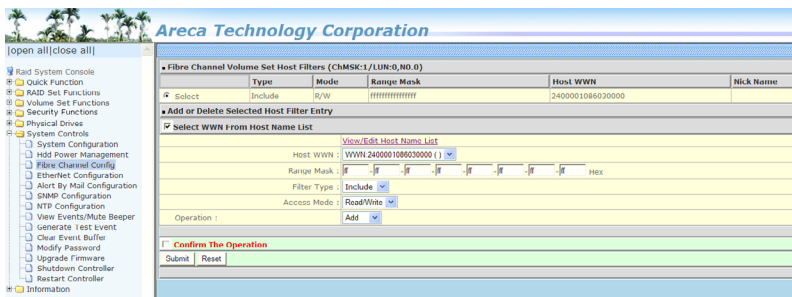 Areca Technology Corporation
|open all|close all|
Raid System Console
Quick Function
RAID Set Functions
Volume Set Functions
Security Functions
Physical Drives
System Controls
System Configuration
Hdd Power Management
Fibre Channel Config
EtherNet Configuration
Alert By Mail Configuration
SNMP Configuration
NTP Configuration
View Events/Mute Beeper
Generate Test Event
Clear Event Buffer
Modify Password
Upgrade Firmware
Shutdown Controller
Restart Controller
Information
Fibre Channel Volume Set Host Filters (ChMSK:1/LUN:0,N0.0)
Type Mode Range Mask Host WWN Nick Name
Select Include R/W ffffffffffffffff 2400001086030000
Add or Delete Selected Host Filter Entry
Select WWN From Host Name List
View/Edit Host Name List
Host WWN : WWN:2400001086030000 ( )
Range Mask : ff -ff -ff -ff -ff -ff -ff -ff Hex
Filter Type : Include
Access Mode : Read/Write
Operation : Add
Confirm The Operation
Submit Reset